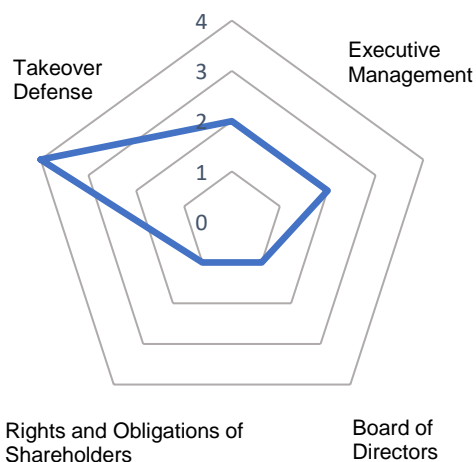 4
Executive
Management
Takeover
Defense
3
2
1
0
Rights and Obligations of
Shareholders
Board of
Directors